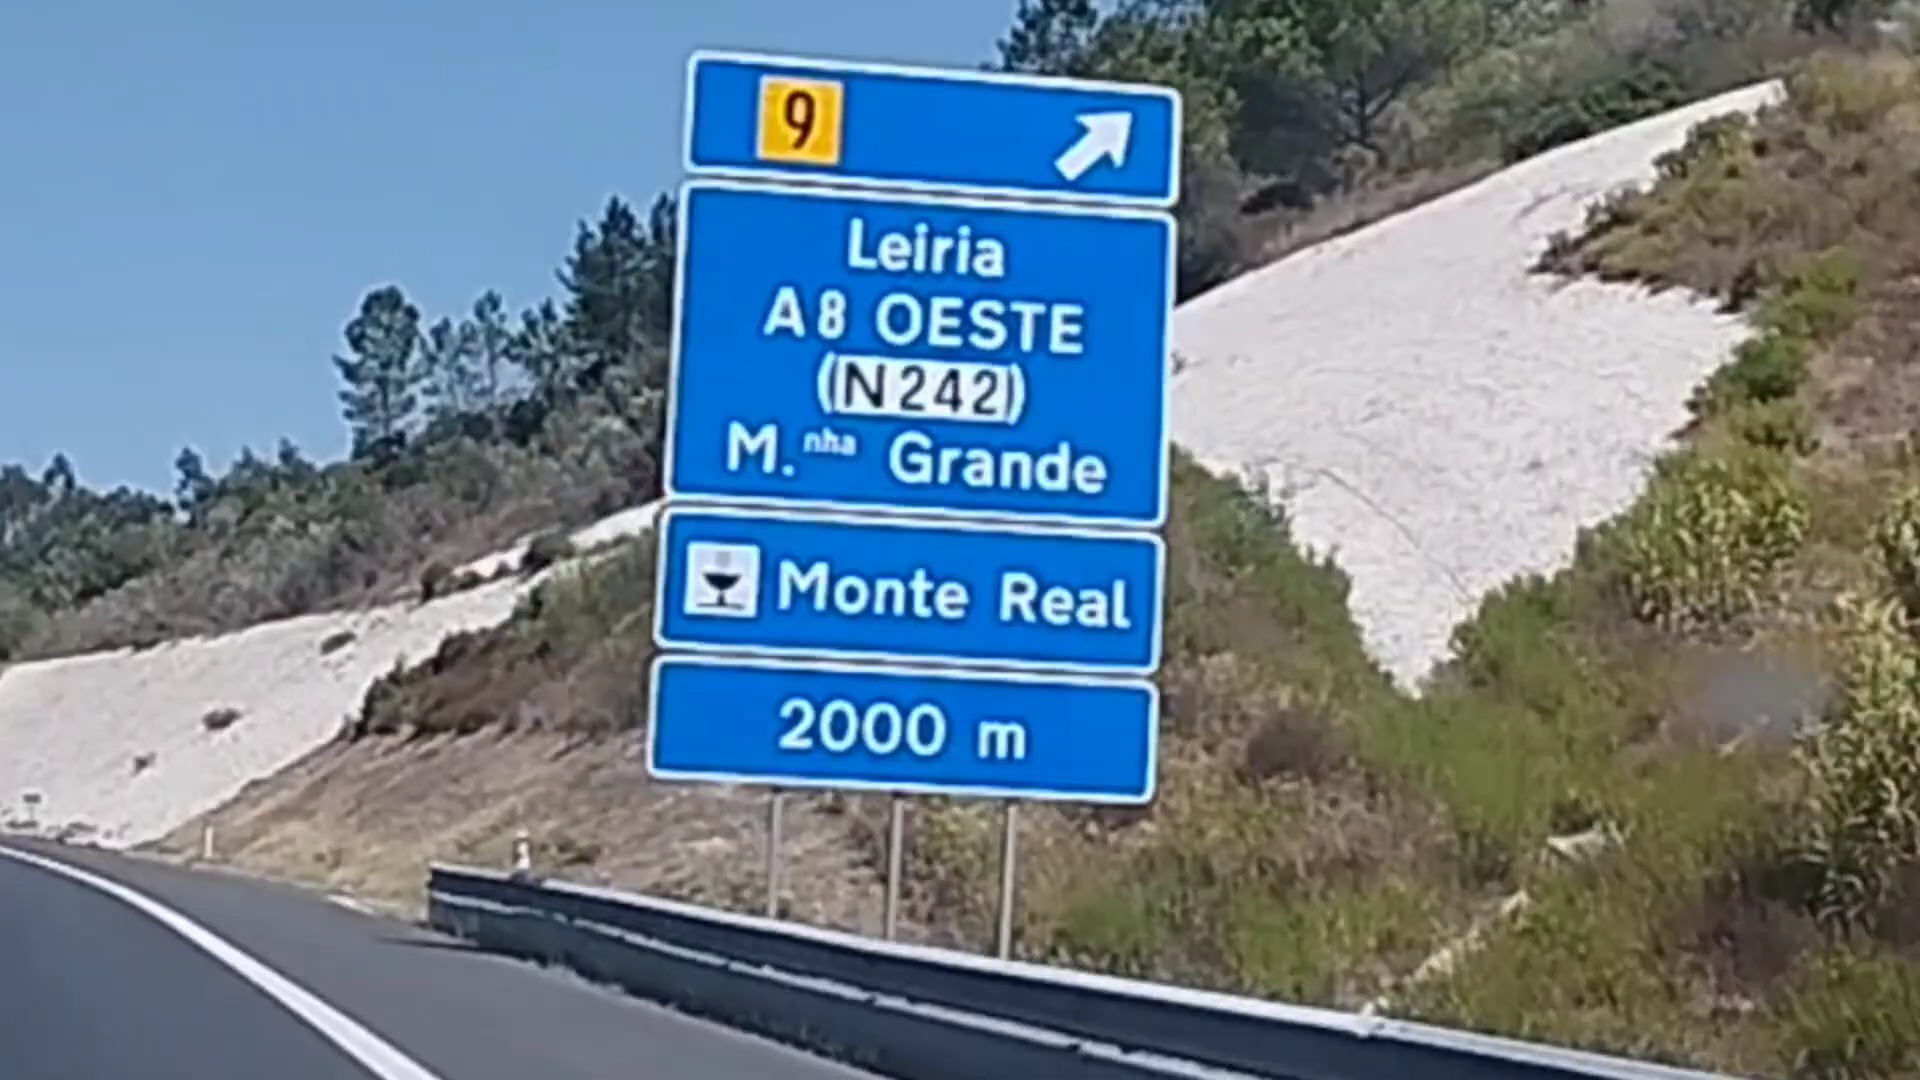 9
Leiria
A8 OESTE
(N242)
M.nha Grande
Monte Real
2000 m